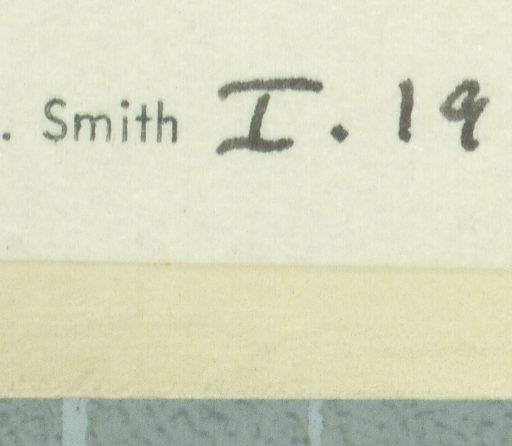 . Smith I. 19